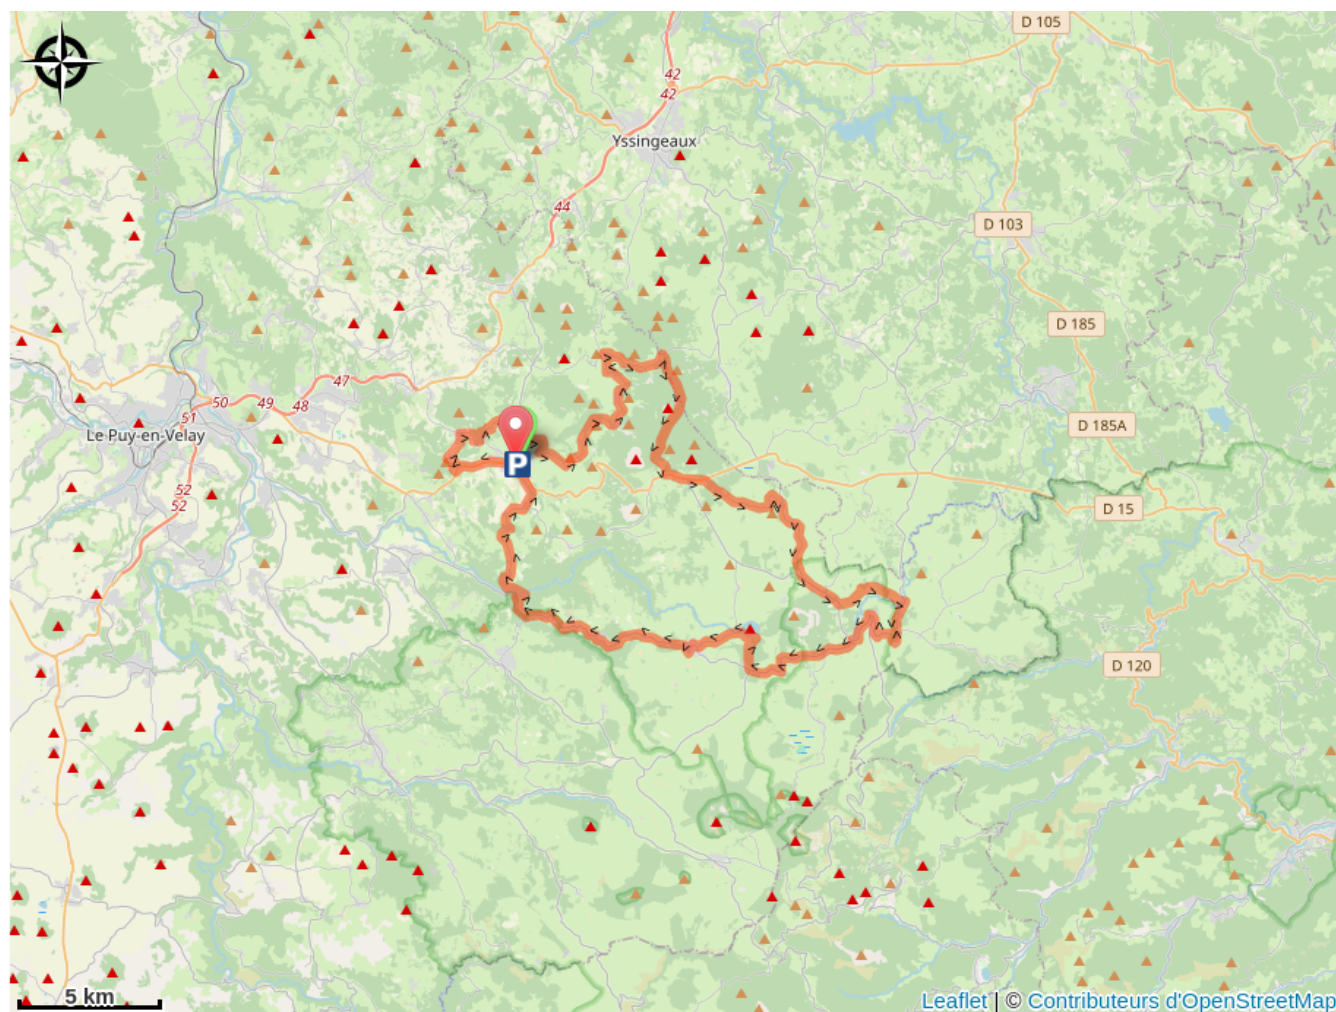 D 105
42
42
Yssingeaux
44
D 103
D 185
47
50
49
48
51
Le Puy-en-Velay
D 185A
P
52
52
D 15
D 120
5 km
Leaflet | © Contributeurs d'OpenStreetMap